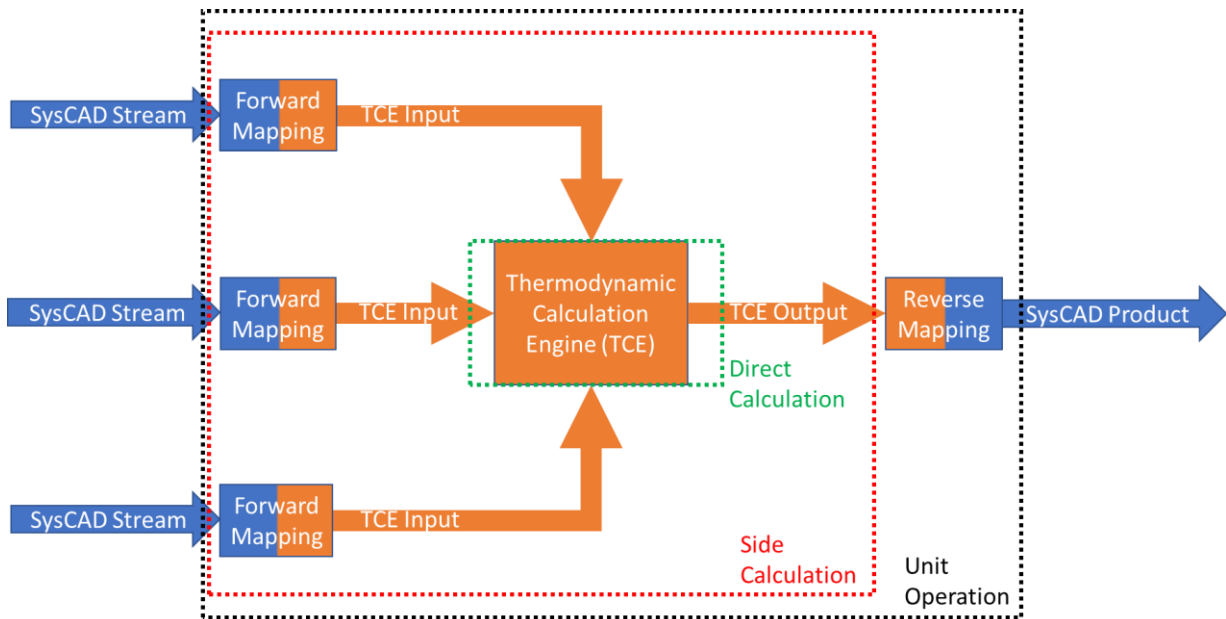 SysCAD Stream
Forward
Mapping
TCE Input
SysCAD Stream
Forward
Mapping
TCE Input
Thermodynamic
Calculation
Engine (TCE)
TCE Output
Reverse
Mapping
SysCAD Product
Direct
Calculation
SysCAD Stream
Forward
Mapping
TCE Input
Side
Calculation
Unit
Operation